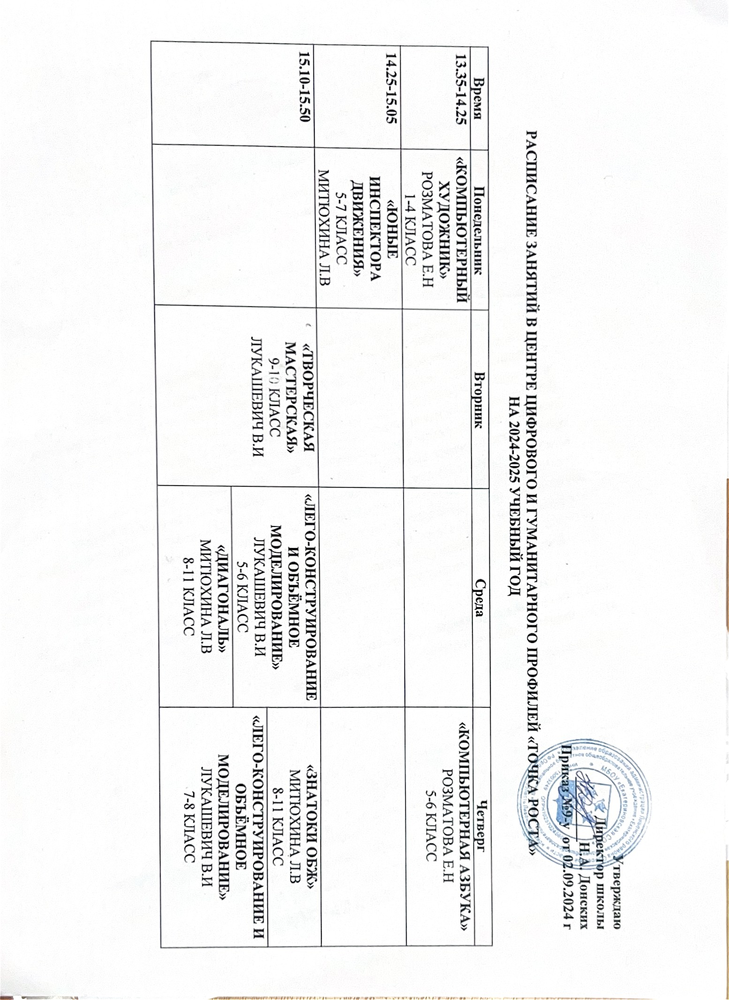 Утверждаю
Директор школы
Н.А. Донских
Приказ №9-у от 02.09.2024 г
РАСПИСАНИЕ ЗАНЯТИЙ В ЦЕНТРЕ ЦИФРОВОГО И ГУМАНИТАРНОГО ПРОФИЛЕЙ «ТОЧКА РОСТА»
НА 2024-2025 УЧЕБНЫЙ ГОД
Время
Понедельник
Вторник
Среда
Четверг
13.35-14.25
«КОМПЬЮТЕРНЫЙ
ХУДОЖНИК»
РОЗМАТОВА Е.Н
1-4 КЛАСС
«КОМПЬЮТЕРНАЯ АЗБУКА»
РОЗМАТОВА Е.Н
5-6 КЛАСС
14.25-15.05
«ЮНЫЕ
ИНСПЕКТОРА
ДВИЖЕНИЯ»
5-7 КЛАСС
МИТЮХИНА Л.В
15.10-15.50
«ТВОРЧЕСКАЯ
МАСТЕРСКАЯ»
9-10 КЛАСС
ЛУКАШЕВИЧ В.И
«ЛЕГО-КОНСТРУИРОВАНИЕ
И ОБЪЁМНОЕ
МОДЕЛИРОВАНИЕ»
ЛУКАШЕВИЧ В.И
5-6 КЛАСС
«ДИАГОНАЛЬ»
МИТЮХИНА Л.В
8-11 КЛАСС
«ЗНАТОКИ ОБЖ»
МИТЮХИНА Л.В
8-11 КЛАСС
«ЛЕГО-КОНСТРУИРОВАНИЕ И
ОБЪЁМНОЕ
МОДЕЛИРОВАНИЕ»
ЛУКАШЕВИЧ В.И
7-8 КЛАСС